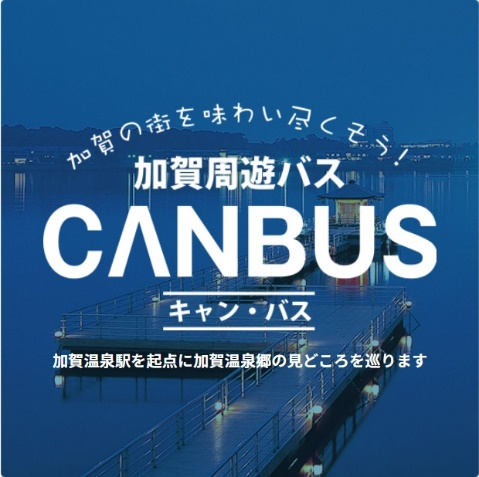 加賀の街を味わい尽くそう!
加賀周遊バス
CANBUS
キャン・バス
加賀温泉駅を起点に加賀温泉郷の見どころを巡ります